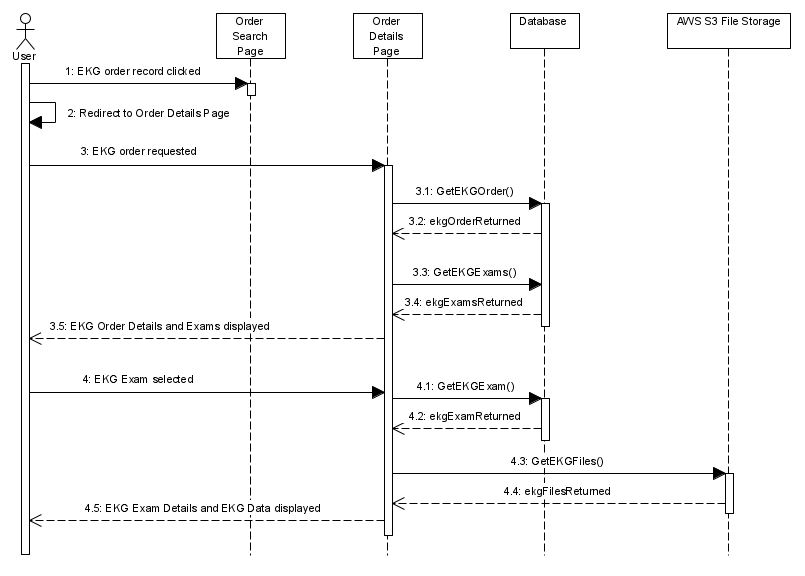 Order
Search
Page
Order
Details
Page
Database
AWS S3 File Storage
User
1: EKG order record clicked
2: Redirect to Order Details Page
3: EKG order requested
3.1: GetEKGOrder()
3.2: ekgOrderReturned
3.3: GetEKGExams()
3.4: ekgExamsReturned
3.5: EKG Order Details and Exams displayed
4: EKG Exam selected
4.1: GetEKGExam()
4.2: ekgExamReturned
4.3: GetEKGFiles()
4.4: ekgFilesReturned
4.5: EKG Exam Details and EKG Data displayed